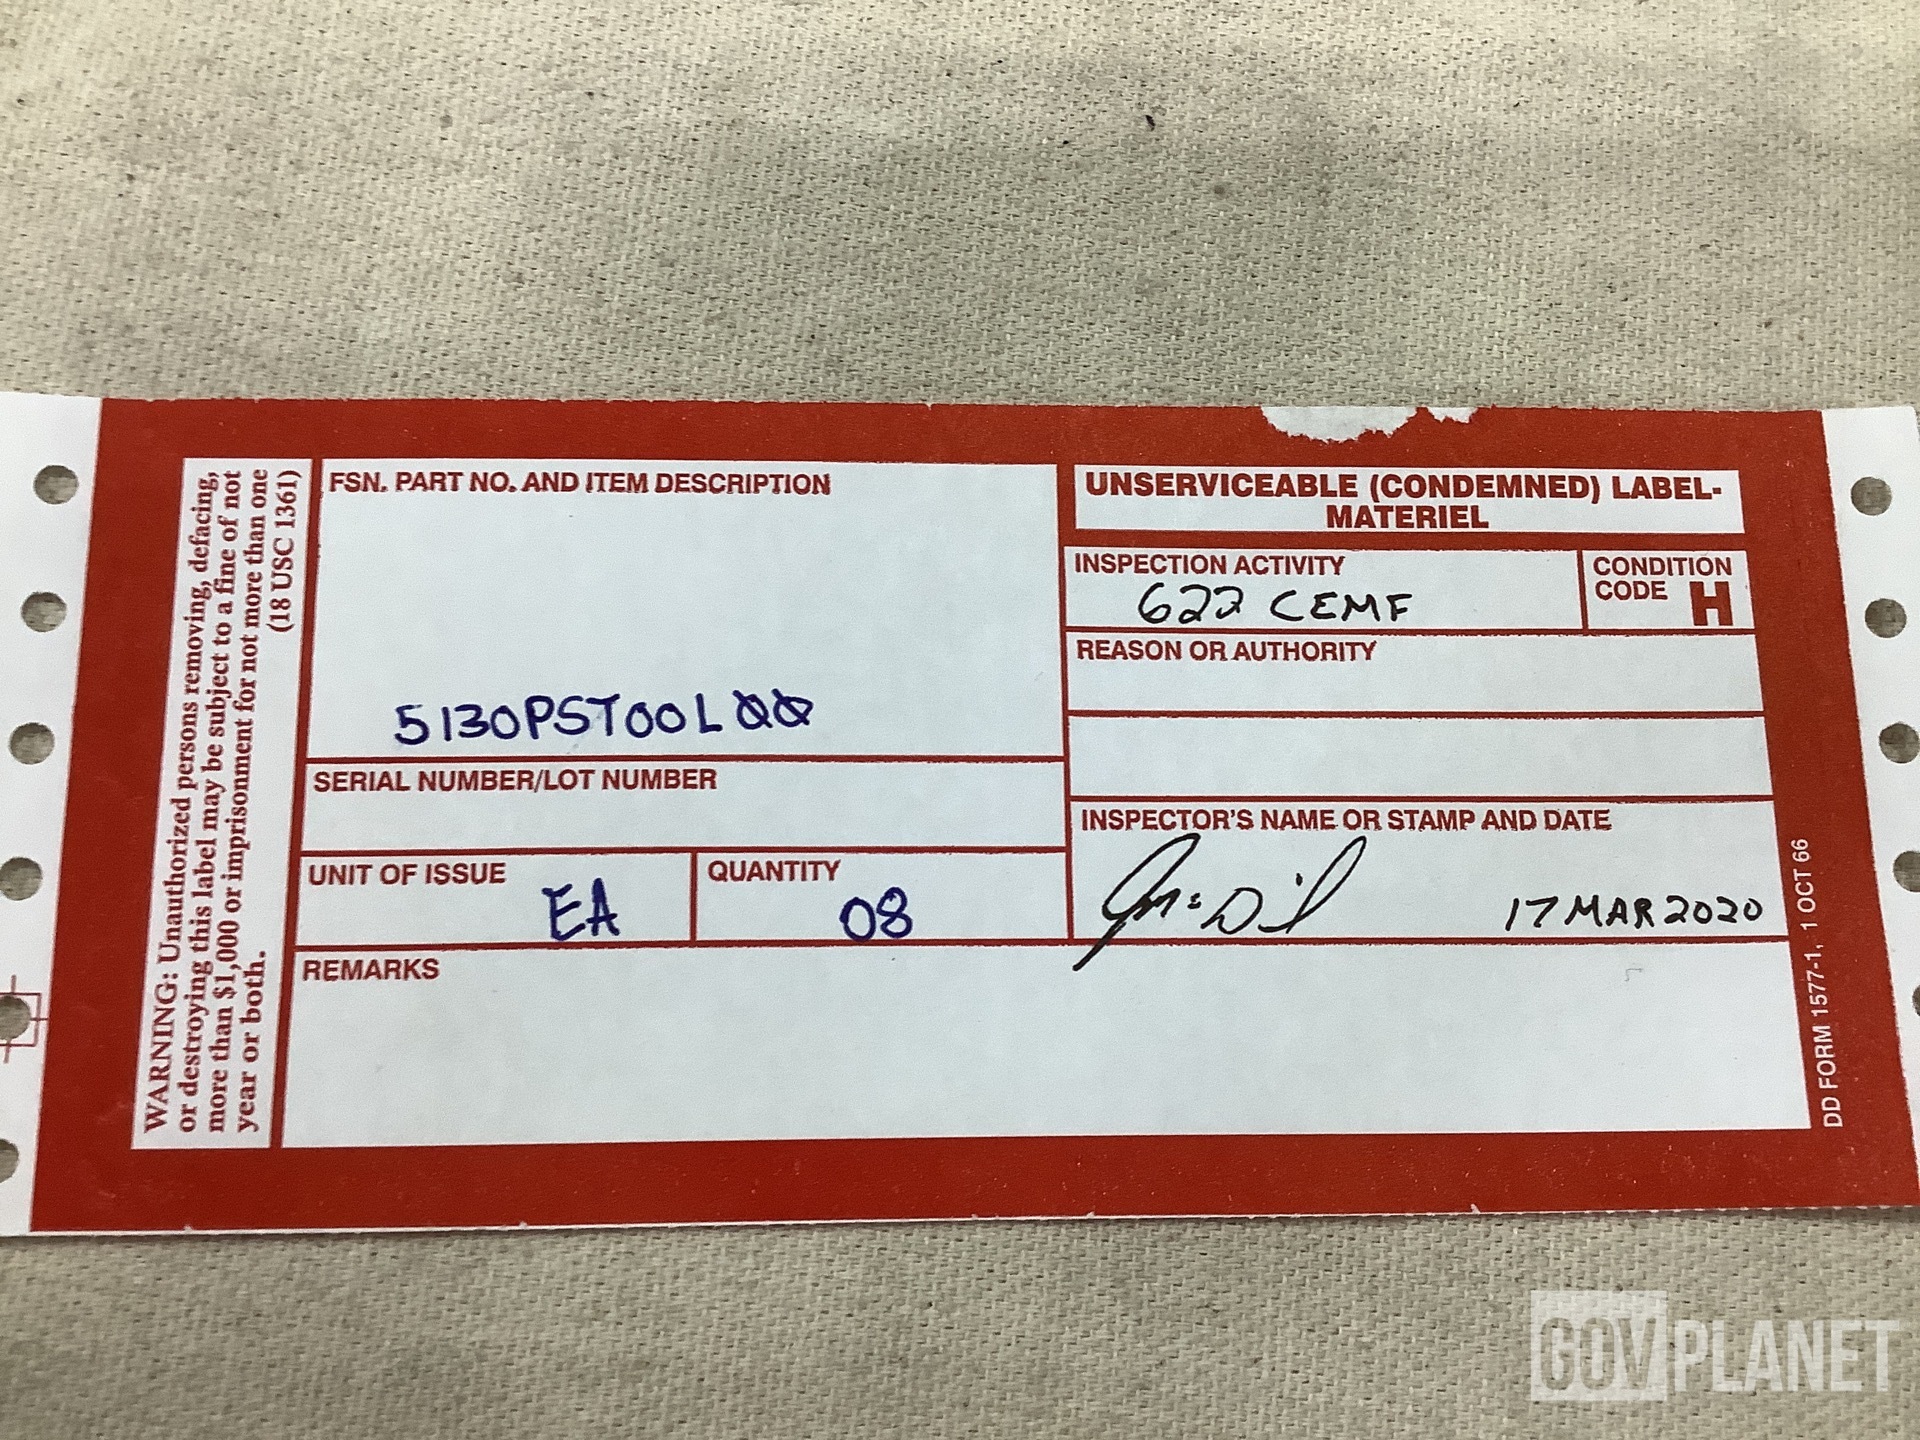 FSN, PART NO. AND ITEM DESCRIPTION
5130PSTOOL00
SERIAL NUMBER/LOT NUMBER
UNIT OF ISSUE
EA
QUANTITY
08
REMARKS
UNSERVICEABLE (CONDEMNED) LABEL-
MATERIEL
INSPECTION ACTIVITY
622 CEMF
CONDITION
CODE H
REASON OR AUTHORITY
INSPECTOR'S NAME OR STAMP AND DATE
17 MAR 2020
WARNING: Unauthorized persons removing, defacing,
or destroying this label may be subject to a fine of not
more than $1,000 or imprisonment for not more than one
year or both.
(18 USC 1361)
DD FORM 1577-1, 1 OCT 66
GOVPLANET